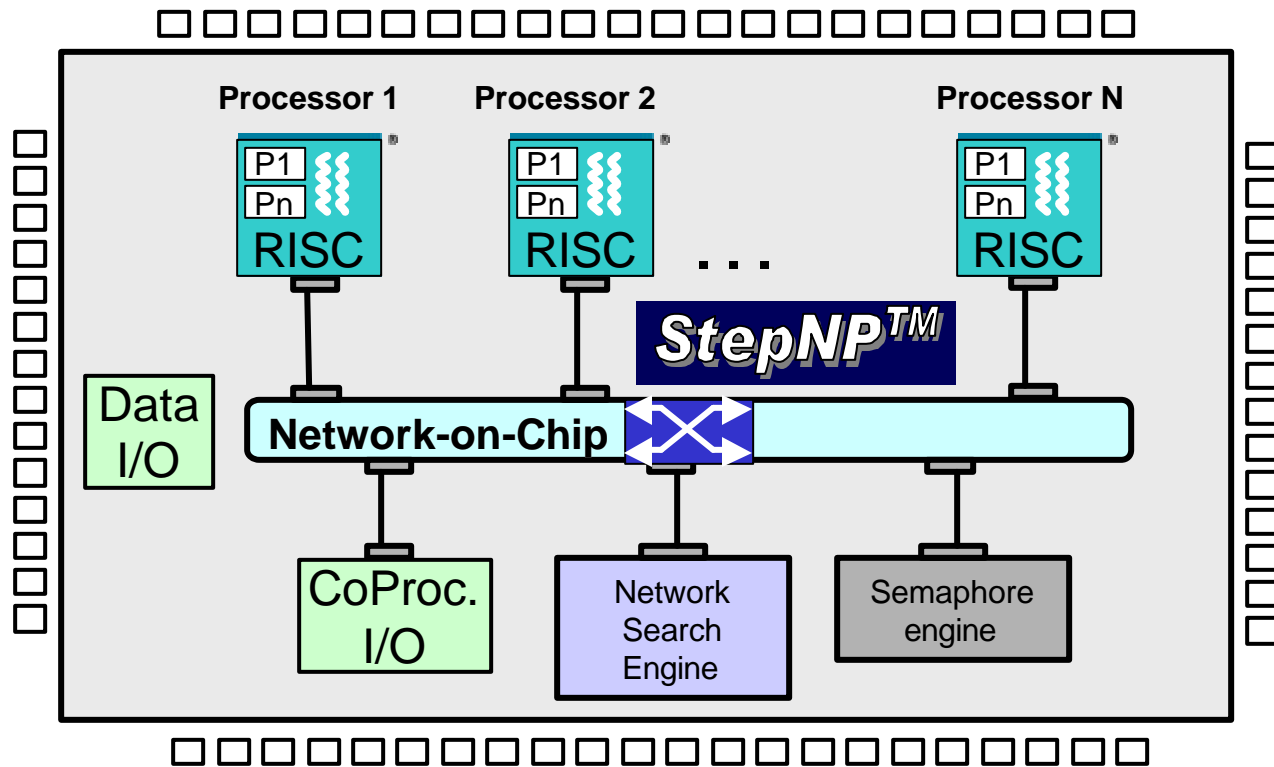 Processor 1
Processor 2
Processor N
P1
Pn
RISC
P1
Pn
RISC
. . .
P1
Pn
RISC
StepNP™
Data
I/O
Network-on-Chip
CoProc.
I/O
Network
Search
Engine
Semaphore
engine